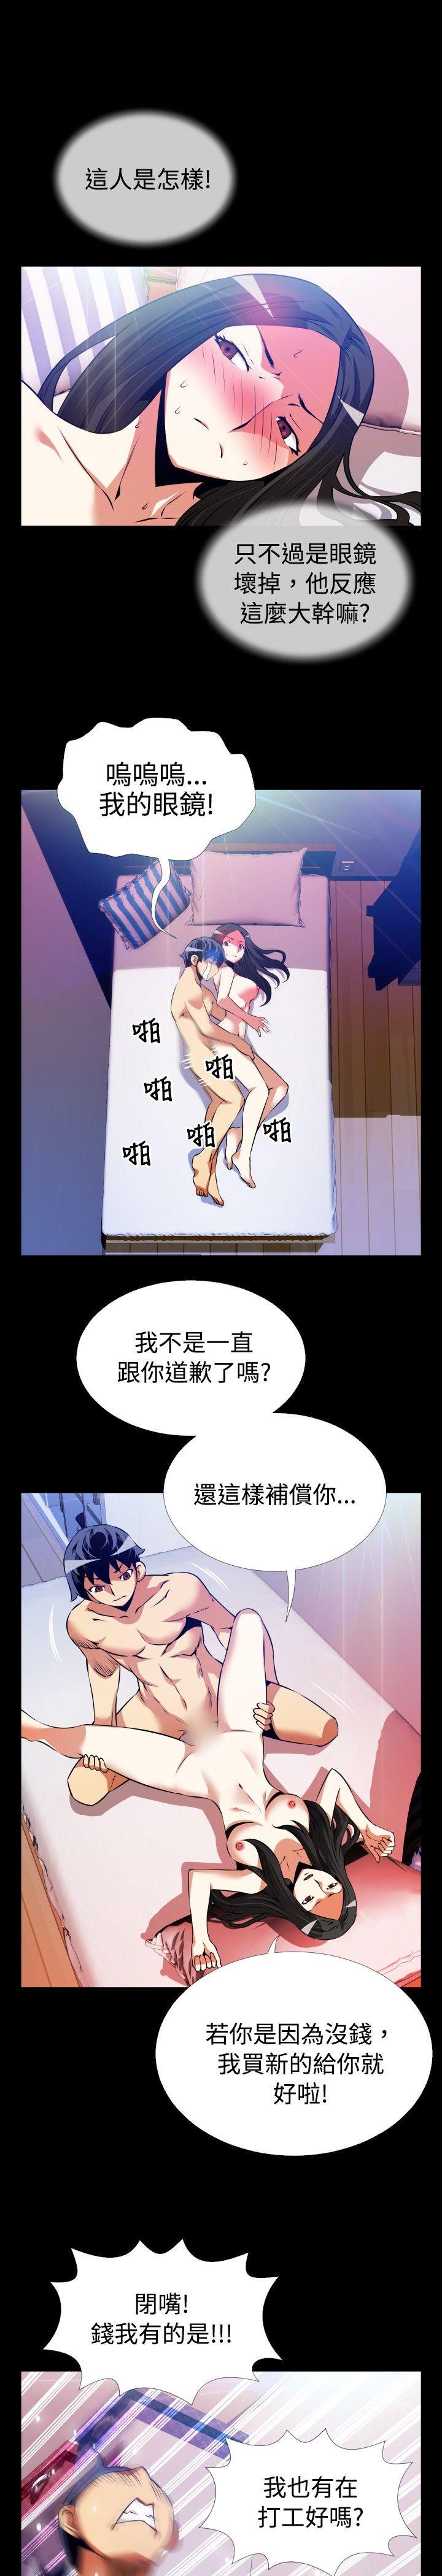 這人是怎樣!
只不過是眼鏡
壞掉，他反應
這麼大幹嘛?
嗚嗚嗚...
我的眼鏡!
啪
啪
啪
啪
啪
啪
我不是一直
跟你道歉了嗎?
還這樣補償你...
若你是因為沒錢，
我買新的給你就
好啦!
閉嘴!
錢我有的是!!!
我也有在
打工好嗎?